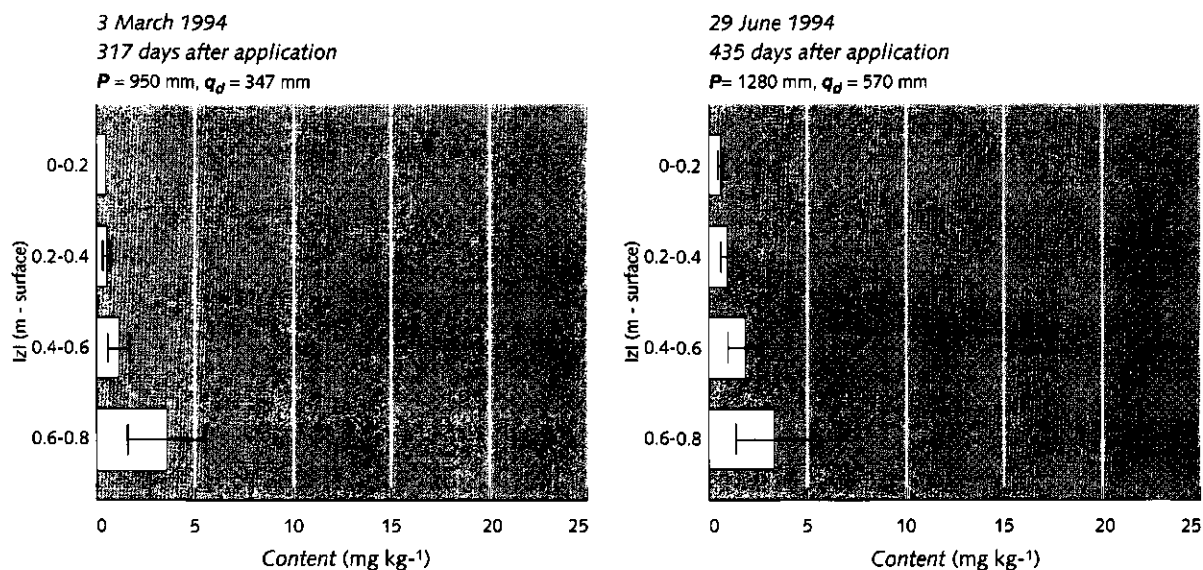 3 March 1994
317 days after application
P = 950 mm, qd = 347 mm
0-0.2
0.2-0.4
0.4-0.6
0.6-0.8
|z| (m - surface)
0 5 10 15 20 25
Content (mg kg-1)
29 June 1994
435 days after application
P= 1280 mm, qd = 570 mm
0-0.2
0.2-0.4
0.4-0.6
0.6-0.8
|z| (m - surface)
0 5 10 15 20 25
Content (mg kg-1)